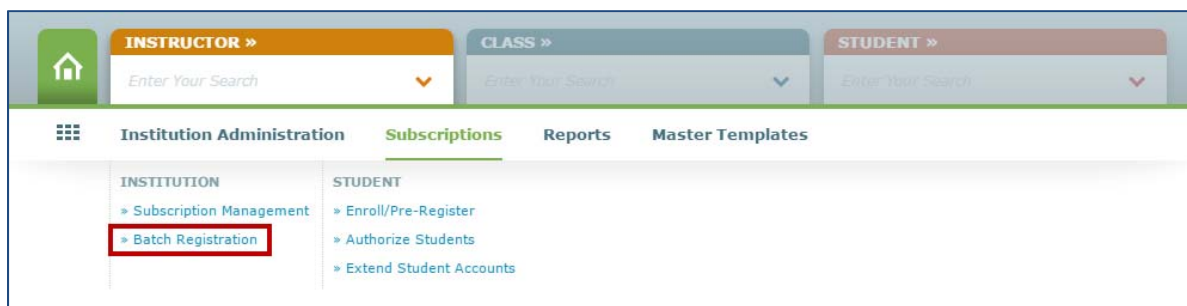 INSTRUCTOR » CLASS » STUDENT »
Enter Your Search Enter Your Search Enter Your Search
Institution Administration Subscriptions Reports Master Templates
INSTITUTION STUDENT
» Subscription Management » Enroll/Pre-Register
» Batch Registration » Authorize Students
» Extend Student Accounts